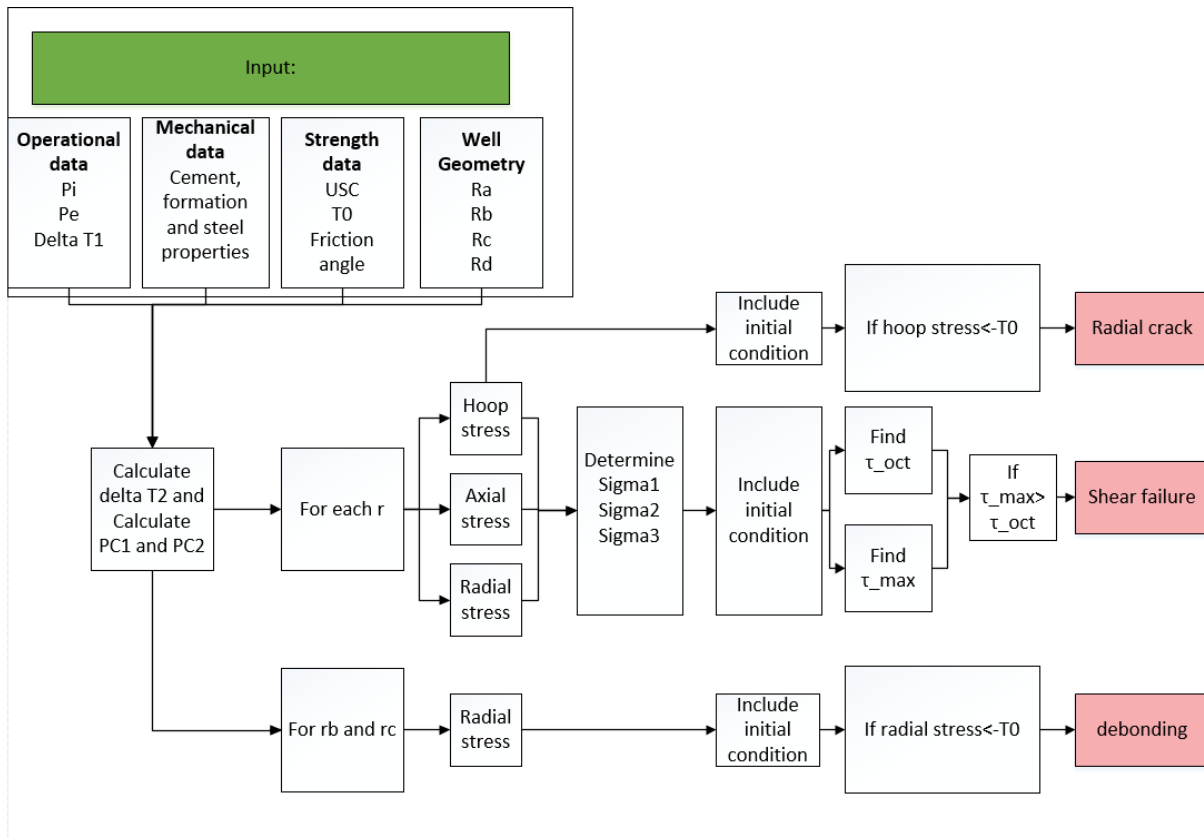 Input:
Operational
data
Pi
Pe
Delta T1
Mechanical
data
Cement,
formation
and steel
properties
Strength
data
USC
T0
Friction
angle
Well
Geometry
Ra
Rb
Rc
Rd
Include
initial
condition
If hoop stress<-T0
Radial crack
Calculate
delta T2 and
Calculate
PC1 and PC2
For each r
Hoop
stress
Axial
stress
Radial
stress
Determine
Sigma1
Sigma2
Sigma3
Include
initial
condition
Find
τ_oct
Find
τ_max
If
τ_max>
τ_oct
Shear failure
For rb and rc
Radial
stress
Include
initial
condition
If radial stress<-T0
debonding